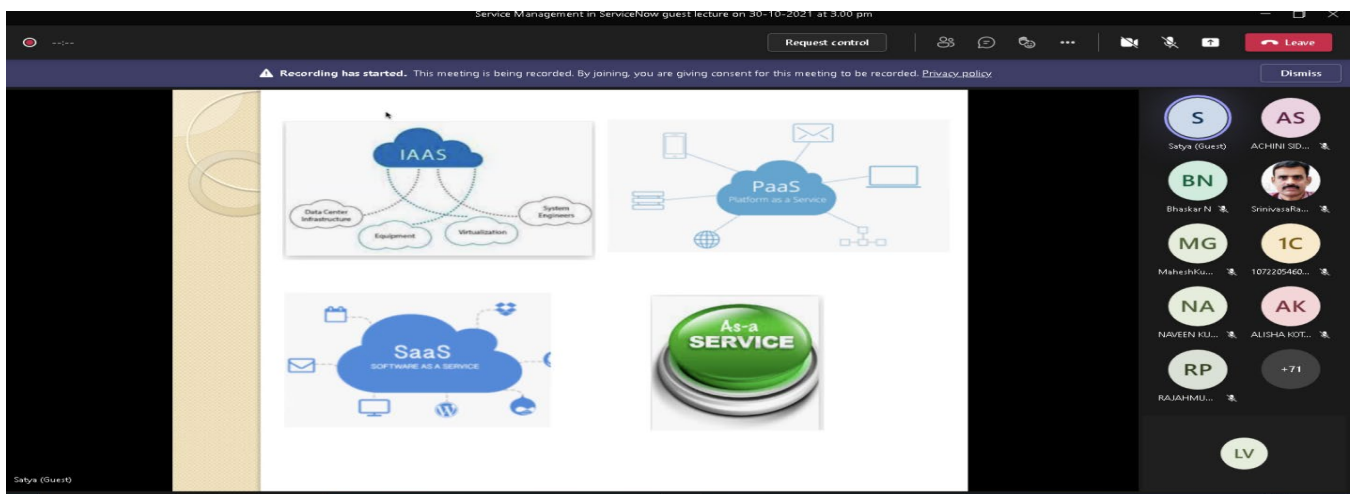 Service Management in ServiceNow guest lecture on 30-10-2021 at 3.00 pm
--:--
Request control
Leave
Recording has started. This meeting is being recorded. By joining, you are giving consent for this meeting to be recorded. Privacy policy
Dismiss
IAAS
Data Center
Infrastructure
Equipment
Virtualization
System
Engineers
PaaS
Platform as a Service
SaaS
SOFTWARE AS A SERVICE
As-a
SERVICE
S
AS
Satya (Guest)
ACHINI SID...
BN
Bhaskar N
SrinivasaRa...
MG
1C
MaheshKu...
1072205460...
NA
AK
NAVEEN KU...
ALISHA KOT...
RP
+71
RAJAHMU...
LV
Satya (Guest)